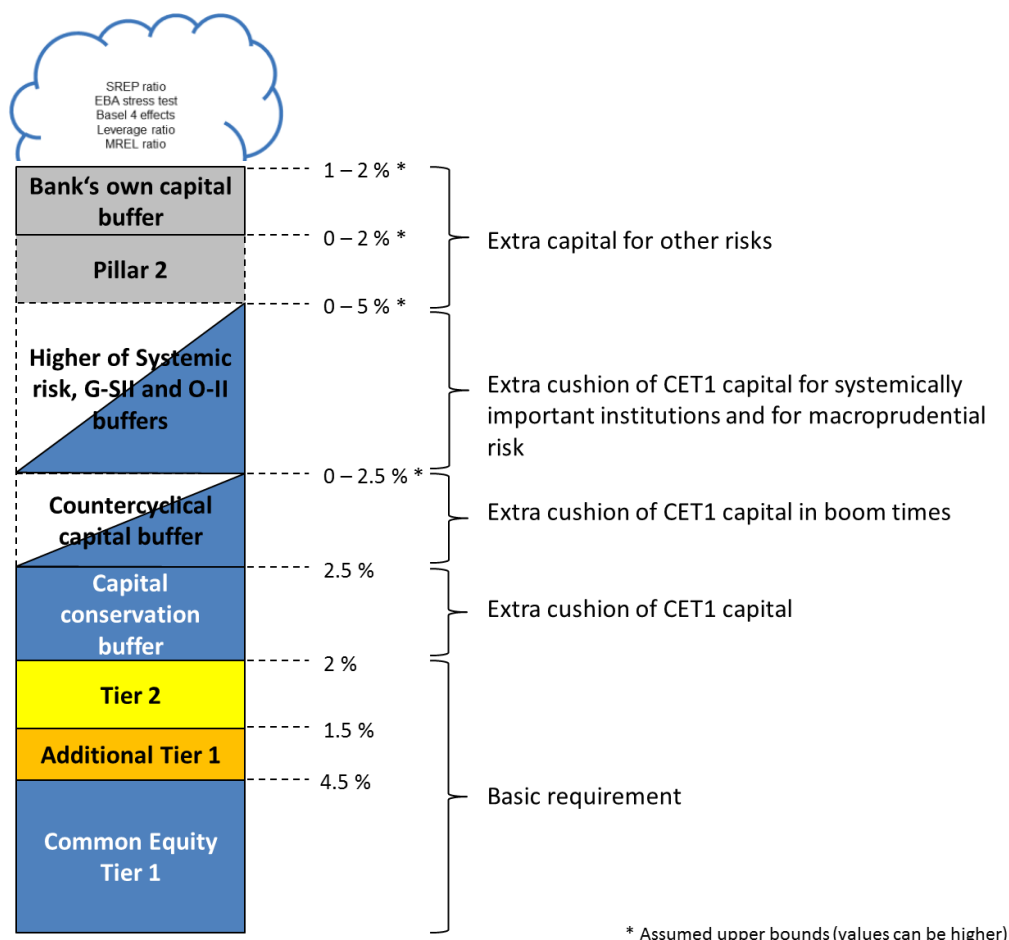 SREP ratio
EBA stress test
Basel 4 effects
Leverage ratio
MREL ratio
1 – 2 % *
Bank‘s own capital
buffer
0 – 2 % *
Extra capital for other risks
Pillar 2
0 – 5 % *
Higher of Systemic
risk, G-SII and O-II
buffers
Extra cushion of CET1 capital for systemically
important institutions and for macroprudential
risk
0 – 2.5 % *
Countercyclical
capital buffer
Extra cushion of CET1 capital in boom times
2.5 %
Capital
conservation
buffer
Extra cushion of CET1 capital
2 %
Tier 2
1.5 %
Additional Tier 1
4.5 %
Basic requirement
Common Equity
Tier 1
* Assumed upper bounds (values can be higher)